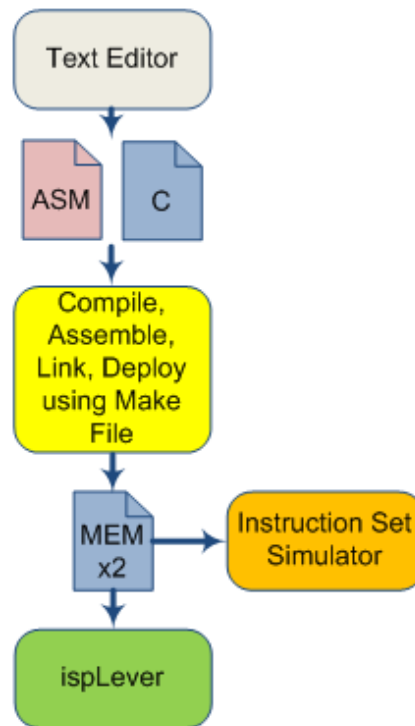 Text Editor
ASM
C
Compile,
Assemble,
Link, Deploy
using Make
File
MEM
x2
Instruction Set
Simulator
ispLever